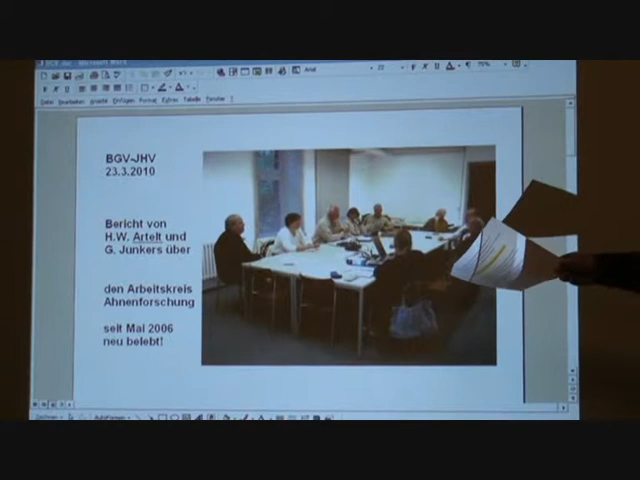 BGV-JHV
23.3.2010
Bericht von
H.W. Artelt und
G. Junkers über
den Arbeitskreis
Ahnenforschung
seit Mai 2006
neu belebt!